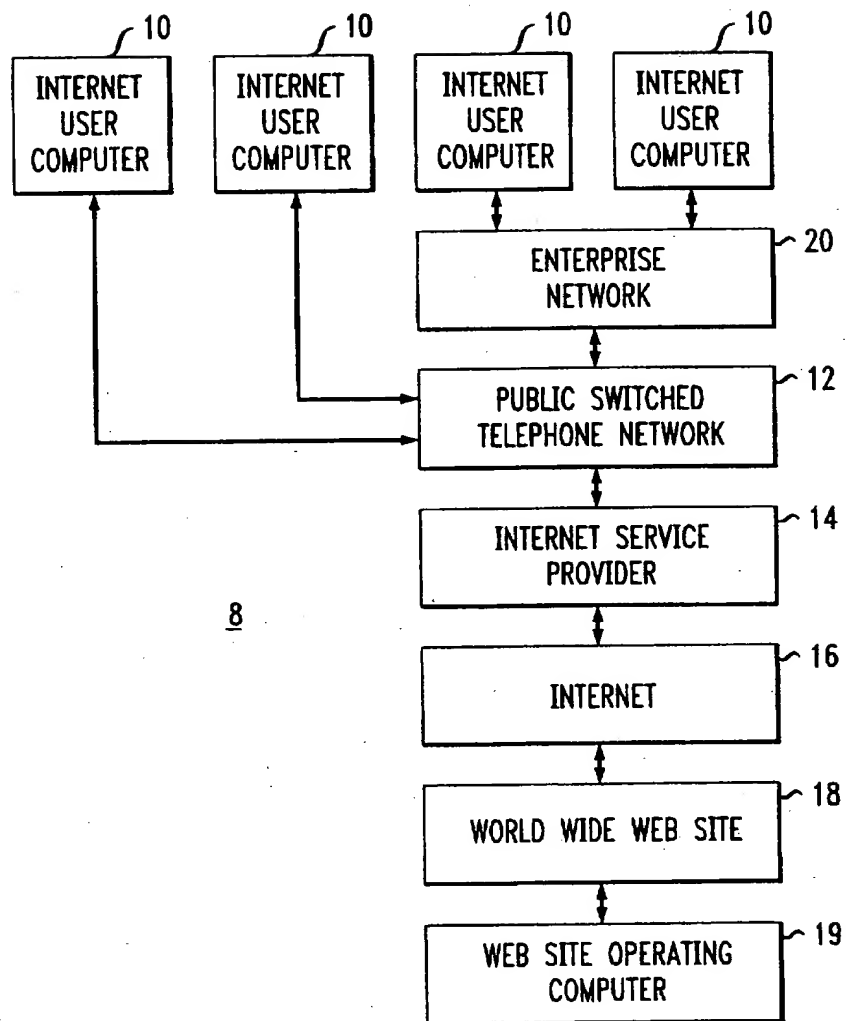 10 10 10 10
INTERNET USER COMPUTER
INTERNET USER COMPUTER
INTERNET USER COMPUTER
INTERNET USER COMPUTER
20
ENTERPRISE
NETWORK
12
PUBLIC SWITCHED
TELEPHONE NETWORK
14
INTERNET SERVICE
PROVIDER
8
16
INTERNET
18
WORLD WIDE WEB SITE
19
WEB SITE OPERATING
COMPUTER